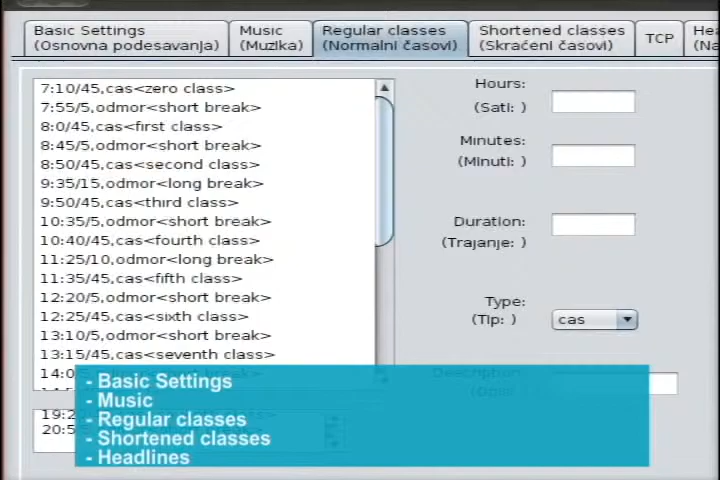 Basic Settings
(Osnovna podesavanja)
Music
(Muzika)
Regular classes
(Normalni časovi)
Shortened classes
(Skraćeni časovi)
TCP
7:10/45,cas<zero class>
7:55/5,odmor<short break>
8:0/45,cas<first class>
8:45/5,odmor<short break>
8:50/45,cas<second class>
9:35/15,odmor<long break>
9:50/45,cas<third class>
10:35/5,odmor<short break>
10:40/45,cas<fourth class>
11:25/10,odmor<long break>
11:35/45,cas<fifth class>
12:20/5,odmor<short break>
12:25/45,cas<sixth class>
13:10/5,odmor<short break>
13:15/45,cas<seventh class>
Hours:
(Sati: )
Minutes:
(Minuti: )
Duration:
(Trajanje: )
Type:
(Tip: )
cas
Description:
- Basic Settings
- Music
- Regular classes
- Shortened classes
- Headlines